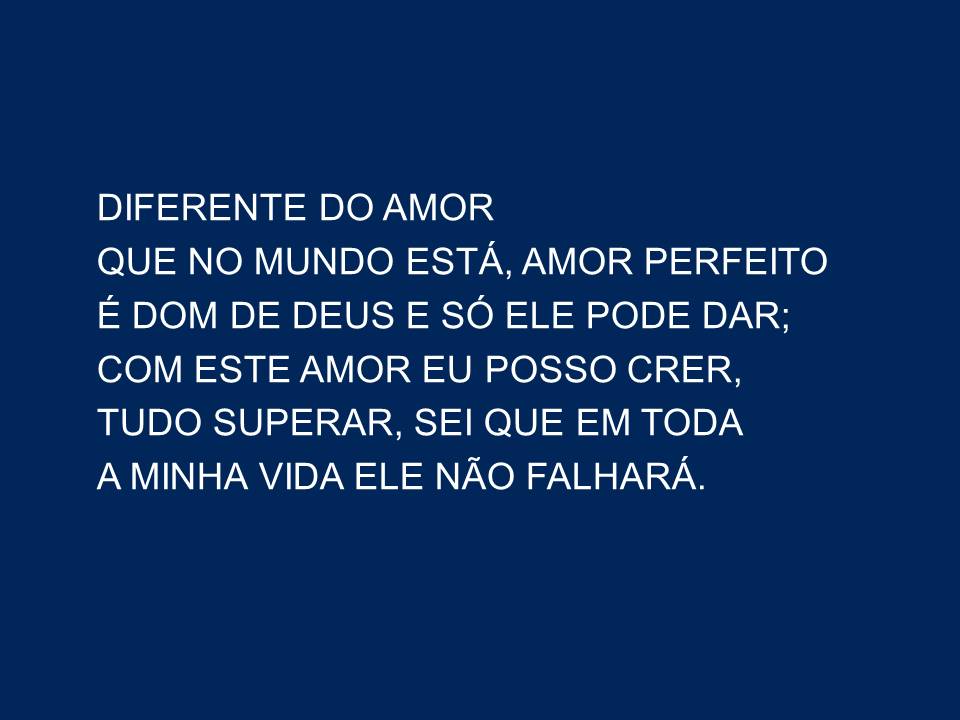 DIFERENTE DO AMOR
QUE NO MUNDO ESTÁ, AMOR PERFEITO
É DOM DE DEUS E SÓ ELE PODE DAR;
COM ESTE AMOR EU POSSO CRER,
TUDO SUPERAR, SEI QUE EM TODA
A MINHA VIDA ELE NÃO FALHARÁ.